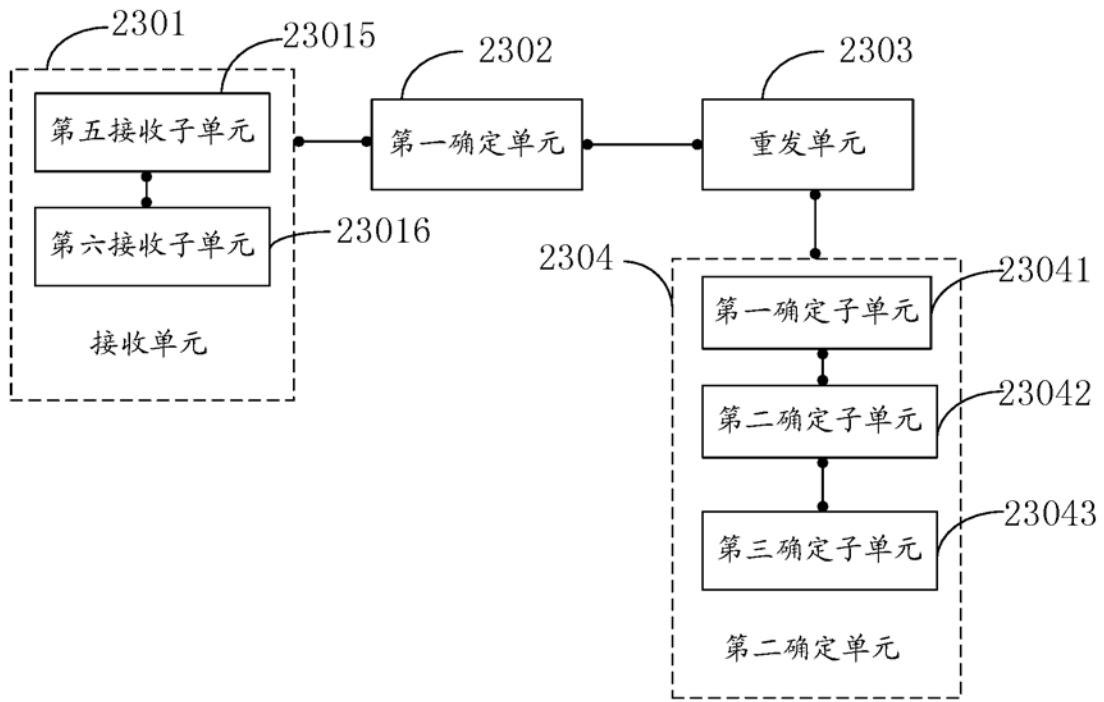 2301
23015
2302
2303
第五接收子单元
第一确定单元
重发单元
第六接收子单元
23016
接收单元
2304
23041
第一确定子单元
23042
第二确定子单元
23043
第三确定子单元
第二确定单元